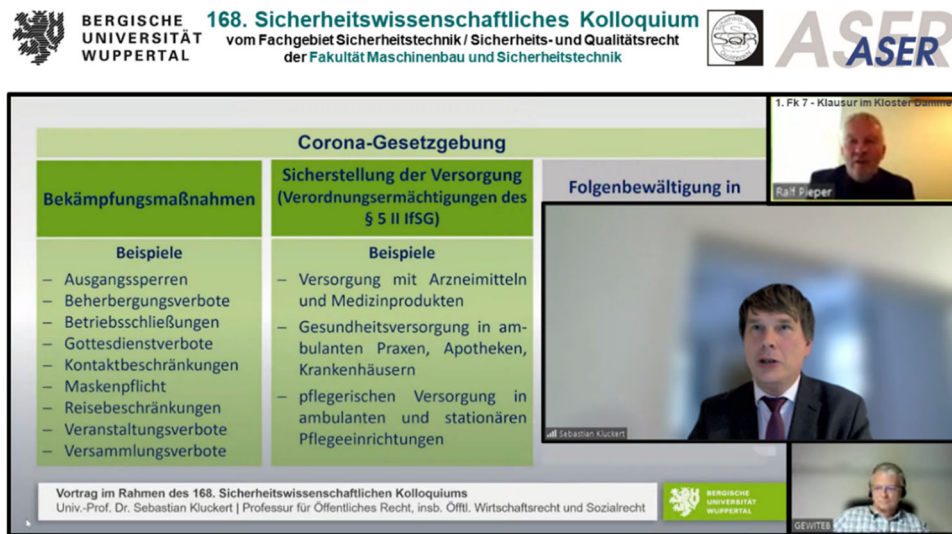 BERGISCHE
UNIVERSITÄT
WUPPERTAL
168. Sicherheitswissenschaftliches Kolloquium
vom Fachgebiet Sicherheitstechnik / Sicherheits- und Qualitätsrecht
der Fakultät Maschinenbau und Sicherheitstechnik
ASER
ASER
Corona-Gesetzgebung
Bekämpfungsmaßnahmen
Beispiele
– Ausgangssperren
– Beherbergungsverbote
– Betriebsschließungen
– Gottesdienstverbote
– Kontaktbeschränkungen
– Maskenpflicht
– Reisebeschränkungen
– Veranstaltungsverbote
– Versammlungsverbote
Sicherstellung der Versorgung
(Verordnungsermächtigungen des
§ 5 II IfSG)
Beispiele
– Versorgung mit Arzneimitteln
und Medizinprodukten
– Gesundheitsversorgung in am-
bulanten Praxen, Apotheken,
Krankenhäusern
– pflegerischen Versorgung in
ambulanten und stationären
Pflegeeinrichtungen
Folgenbewältigung in
1. Fk 7 - Klausur im Kloster
Ralf Pieper
Sebastian Kluckert
GEWITEB
Vortrag im Rahmen des 168. Sicherheitswissenschaftlichen Kolloquiums
Univ.-Prof. Dr. Sebastian Kluckert | Professur für Öffentliches Recht, insb. Öfftl. Wirtschaftsrecht und Sozialrecht
BERGISCHE
UNIVERSITÄT
WUPPERTAL